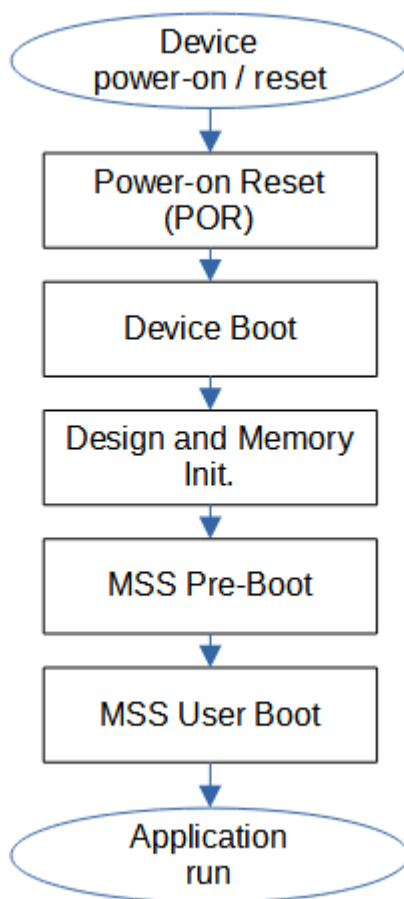 Device
power-on / reset
Power-on Reset
(POR)
Device Boot
Design and Memory
Init.
MSS Pre-Boot
MSS User Boot
Application
run